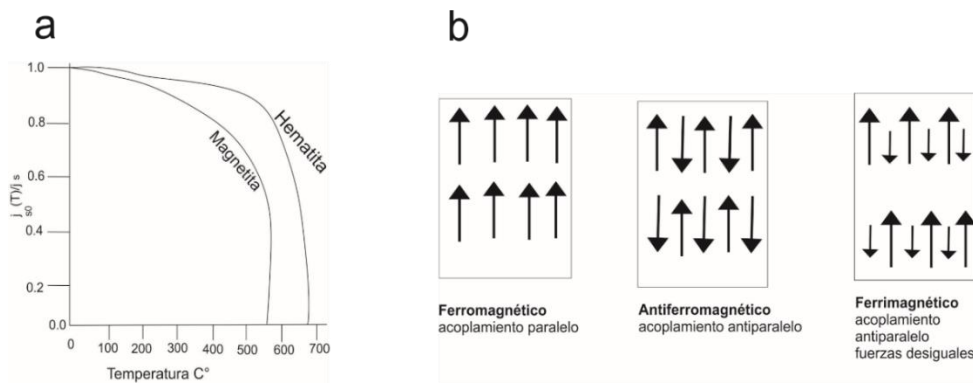 a
1.0
0.8
0.6
0.4
0.2
0.0
j (T)/j s
s0
Magnetita
Hematita
0 100 200 300 400 500 600 700
Temperatura C°
b
Ferromagnético
acoplamiento paralelo
Antiferromagnético
acoplamiento antiparalelo
Ferrimagnético
acoplamiento
antiparalelo
fuerzas desiguales